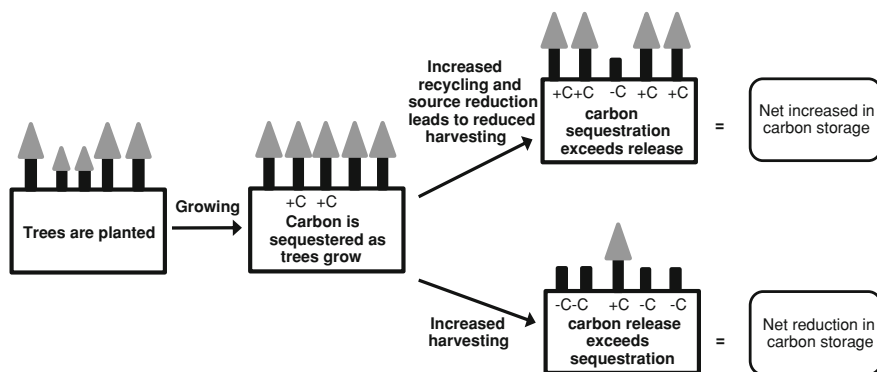 Trees are planted
Growing
+C +C
Carbon is
sequestered as
trees grow
Increased
recycling and
source reduction
leads to reduced
harvesting
+C+C -C +C +C
carbon
sequestration
exceeds release
=
Net increased in
carbon storage
Increased
harvesting
-C-C +C -C -C
carbon release
exceeds
sequestration
=
Net reduction in
carbon storage